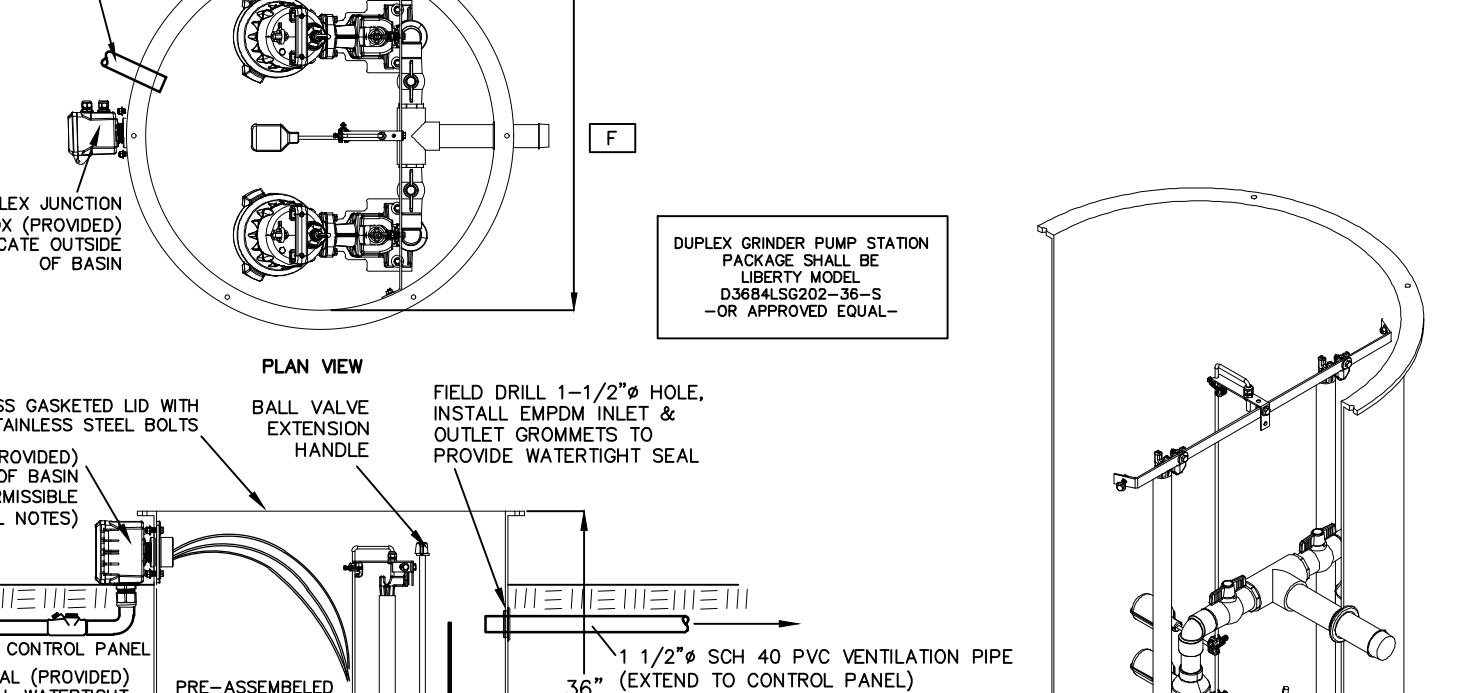 F
LEX JUNCTION
OX (PROVIDED)
CATE OUTSIDE
OF BASIN
DUPLEX GRINDER PUMP STATION
PACKAGE SHALL BE
LIBERTY MODEL
D3684LSG202-36-S
-OR APPROVED EQUAL-
PLAN VIEW
SS GASKETED LID WITH
TAINLESS STEEL BOLTS
BALL VALVE
EXTENSION
HANDLE
FIELD DRILL 1-1/2"ø HOLE,
INSTALL EMPDM INLET &
OUTLET GROMMETS TO
PROVIDE WATERTIGHT SEAL
ROVIDED)
OF BASIN
RMISSIBLE
L NOTES)
CONTROL PANEL
AL (PROVIDED)
WATERTIGHT
PRE-ASSEMBELED
36"
1 1/2"ø SCH 40 PVC VENTILATION PIPE
(EXTEND TO CONTROL PANEL)